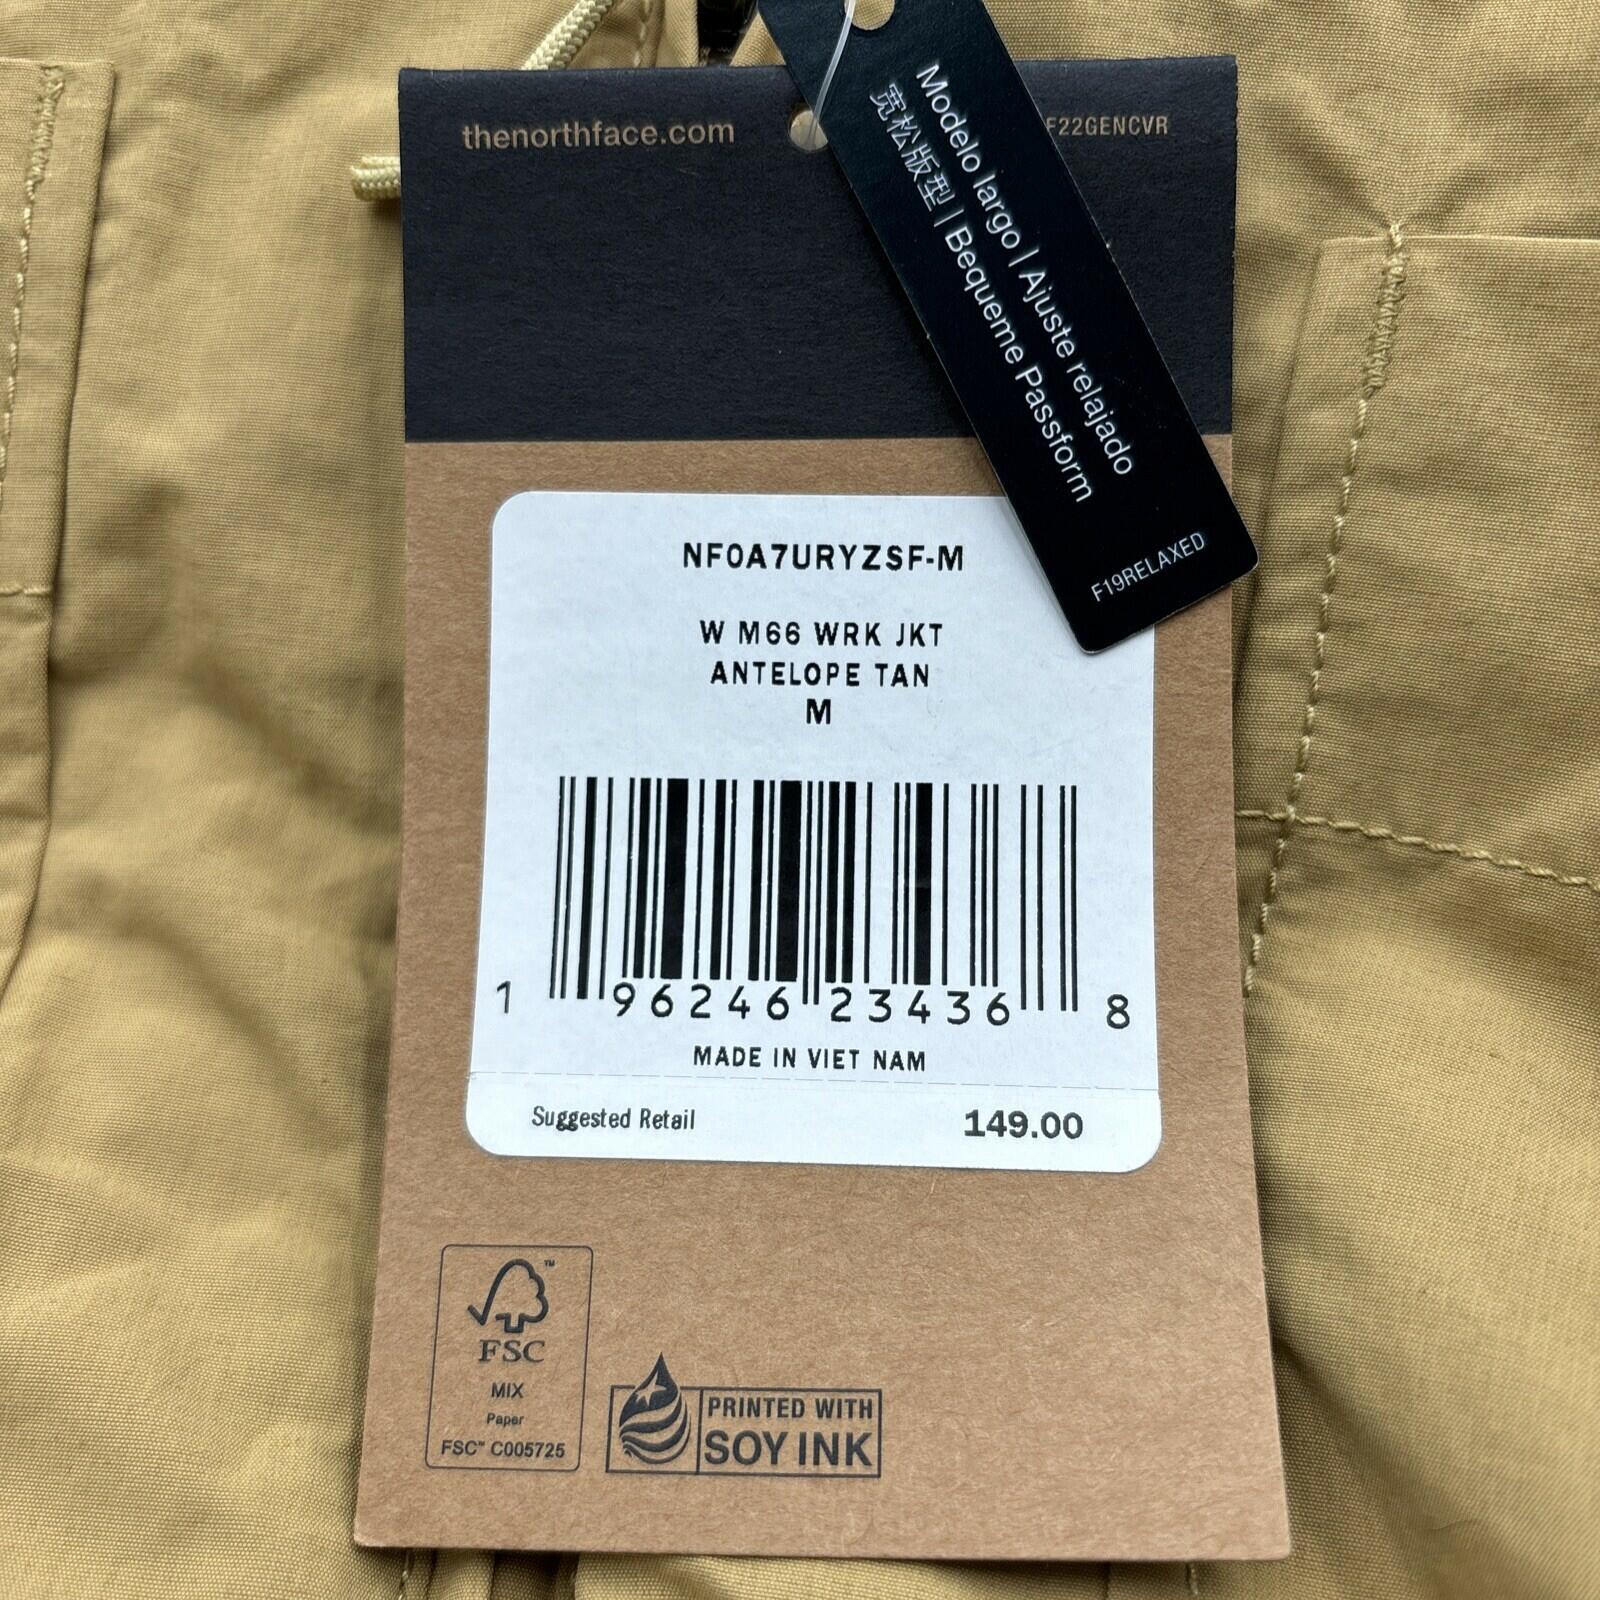 thenorthface.com
F22GENCVR
Modelo largo | Ajuste relajado
宽松版型 | Bequeme Passform
F19RELAXED
NF0A7URYZSF-M
W M66 WRK JKT
ANTELOPE TAN
M
1 96246 23436 8
MADE IN VIET NAM
Suggested Retail 149.00
FSC™
MIX
Paper
FSC™ C005725
PRINTED WITH
SOY INK